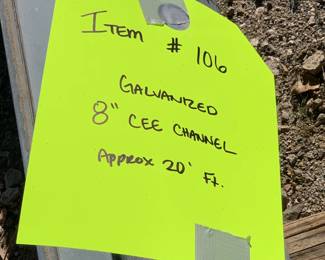 ITEM # 106
GALVANIZED
8" CEE CHANNEL
Approx 20' Ft.